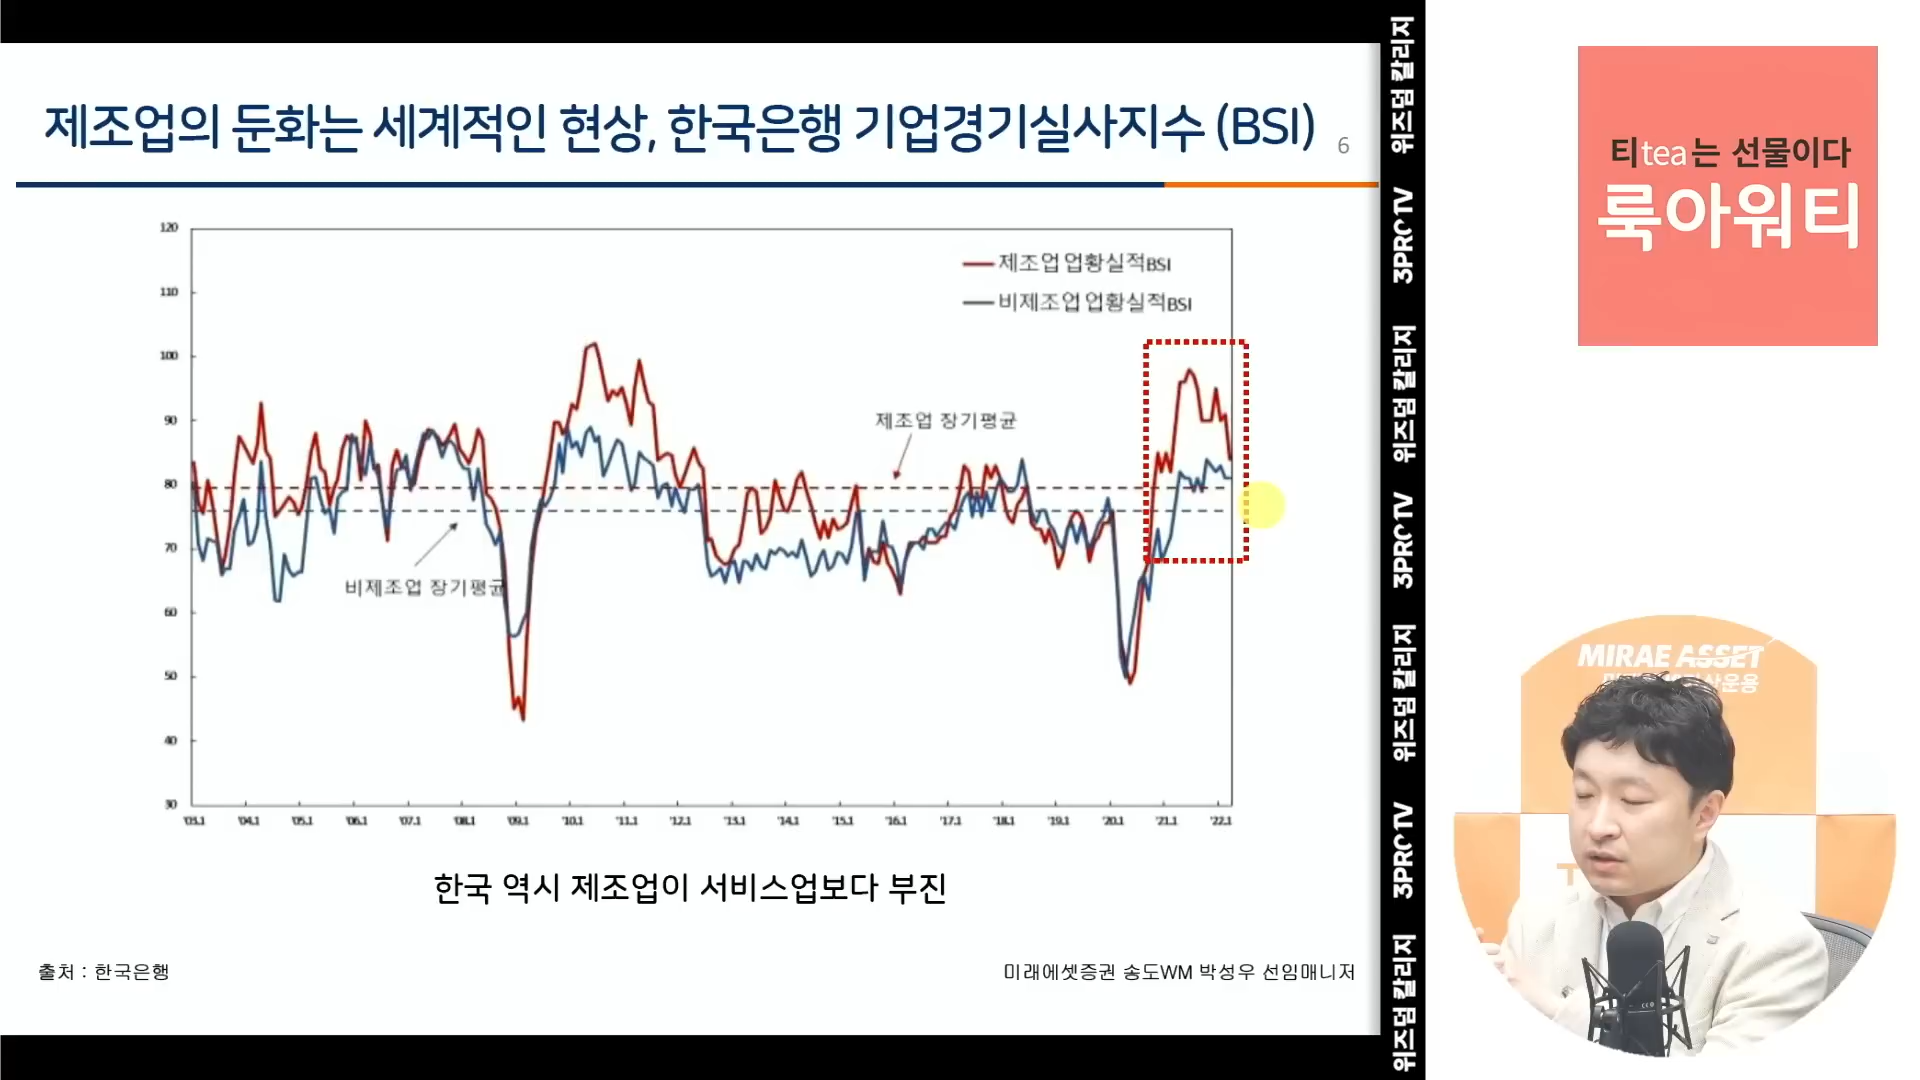 제조업의 둔화는 세계적인 현상, 한국은행 기업경기실사지수 (BSI)
6
120
110
100
90
80
70
60
50
40
30
'03.1 '04.1 '05.1 '06.1 '07.1 '08.1 '09.1 '10.1 '11.1 '12.1 '13.1 '14.1 '15.1 '16.1 '17.1 '18.1 '19.1 '20.1 '21.1 '22.1
제조업 업황실적BSI
비제조업 업황실적BSI
제조업 장기평균
비제조업 장기평균
한국 역시 제조업이 서비스업보다 부진
출처 : 한국은행
미래에셋증권 송도WM 박성우 선임매니저
위즈덤 칼리지
3PROTV
위즈덤 칼리지
3PROTV
위즈덤 칼리지
3PROTV
위즈덤 칼리지
티tea는 선물이다
룩아워티
MIRAE ASSET